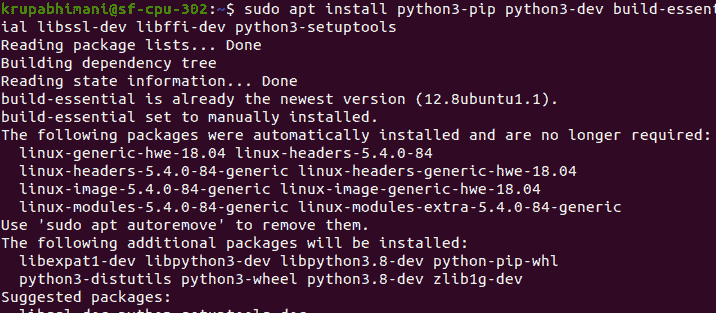 krupabhimani@sf-cpu-302:~$ sudo apt install python3-pip python3-dev build-essent
ial libssl-dev libffi-dev python3-setuptools
Reading package lists... Done
Building dependency tree
Reading state information... Done
build-essential is already the newest version (12.8ubuntu1.1).
build-essential set to manually installed.
The following packages were automatically installed and are no longer required:
  linux-generic-hwe-18.04 linux-headers-5.4.0-84
  linux-headers-5.4.0-84-generic linux-headers-generic-hwe-18.04
  linux-image-5.4.0-84-generic linux-image-generic-hwe-18.04
  linux-modules-5.4.0-84-generic linux-modules-extra-5.4.0-84-generic
Use 'sudo apt autoremove' to remove them.
The following additional packages will be installed:
  libexpat1-dev libpython3-dev libpython3.8-dev python-pip-whl
  python3-distutils python3-wheel python3.8-dev zlib1g-dev
Suggested packages: